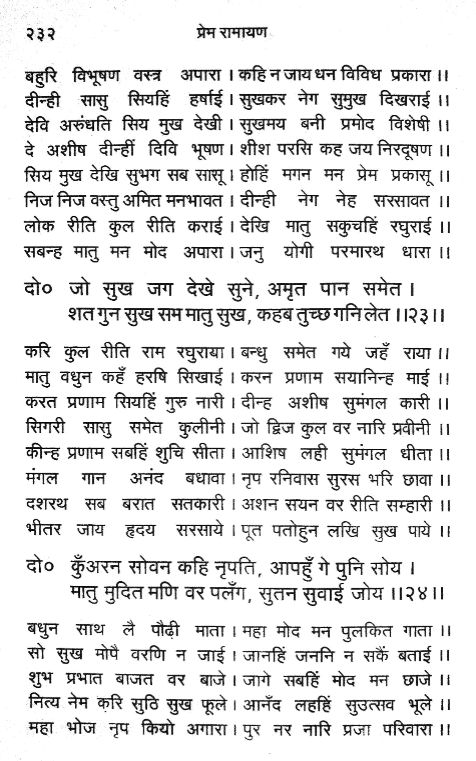 २३२ प्रेम रामायण
बहुरि विभूषण वस्त्र अपारा । कहि न जाय धन विविध प्रकारा ।।
दीन्ही सासु सियहिं हर्षाई । सुखकर नेग सुमुख दिखराई ।।
देवि अरुंधति सिय मुख देखी । सुखमय बनी प्रमोद विशेषी ।।
दे अशीष दीन्हीं दिवि भूषण । शीश परसि कह जय निरदूषण ।।
सिय मुख देखि सुभग सब सासू । होहिं मगन मन प्रेम प्रकासू ।।
निज निज वस्तु अमित मनभावत । दीन्ही नेग नेह सरसावत ।।
लोक रीति कुल रीति कराई । देखि मातु सकुचहिं रघुराई ।।
सबन्ह मातु मन मोद अपारा । जनु योगी परमारथ धारा ।।
दो० जो सुख जग देखे सुने, अमृत पान समेत ।
शत गुन सुख सम मातु सुख, कहब तुच्छ गनि लेत ।।२३।।
करि कुल रीति राम रघुराया । बन्धु समेत गये जहँ राया ।।
मातु वधुन कहँ हरषि सिखाई । करन प्रणाम सयानिन्ह माई ।।
करत प्रणाम सियहिं गुरु नारी । दीन्ह अशीष सुमंगल कारी ।।
सिगरी सासु समेत कुलीनी । जो द्विज कुल वर नारि प्रवीनी ।।
कीन्ह प्रणाम सबहिं शुचि सीता । आशिष लही सुमंगल धीता ।।
मंगल गान अनंद बधावा । नृप रनिवास सुरस भरि छावा ।।
दशरथ सब बरात सतकारी । अशन सयन वर रीति सम्हारी ।।
भीतर जाय हृदय सरसाये । पूत पतोहुन लखि सुख पाये ।।
दो० कुँअरन सोवन कहि नृपति, आपहुँ गे पुनि सोय ।
मातु मुदित मणि वर पलँग, सुतन सुवाई जोय ।।२४।।
बधुन साथ लै पौढ़ी माता । महा मोद मन पुलकित गाता ।।
सो सुख मोपै वरणि न जाई । जानहिं जननि न सकैं बताई ।।
शुभ प्रभात बाजत वर बाजे । जागे सबहिं मोद मन छाजे ।।
नित्य नेम करि सुठि सुख फूले । आनँद लहहिं सुउत्सव भूले ।।
महा भोज नृप कियो अगारा । पुर नर नारि प्रजा परिवारा ।।